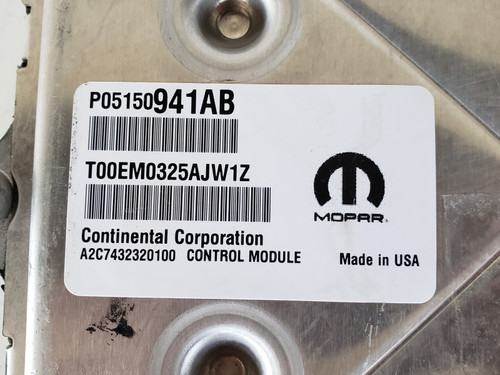 P05150941AB
T00EM0325AJW1Z
MOPAR
Continental Corporation
A2C7432320100 CONTROL MODULE Made in USA